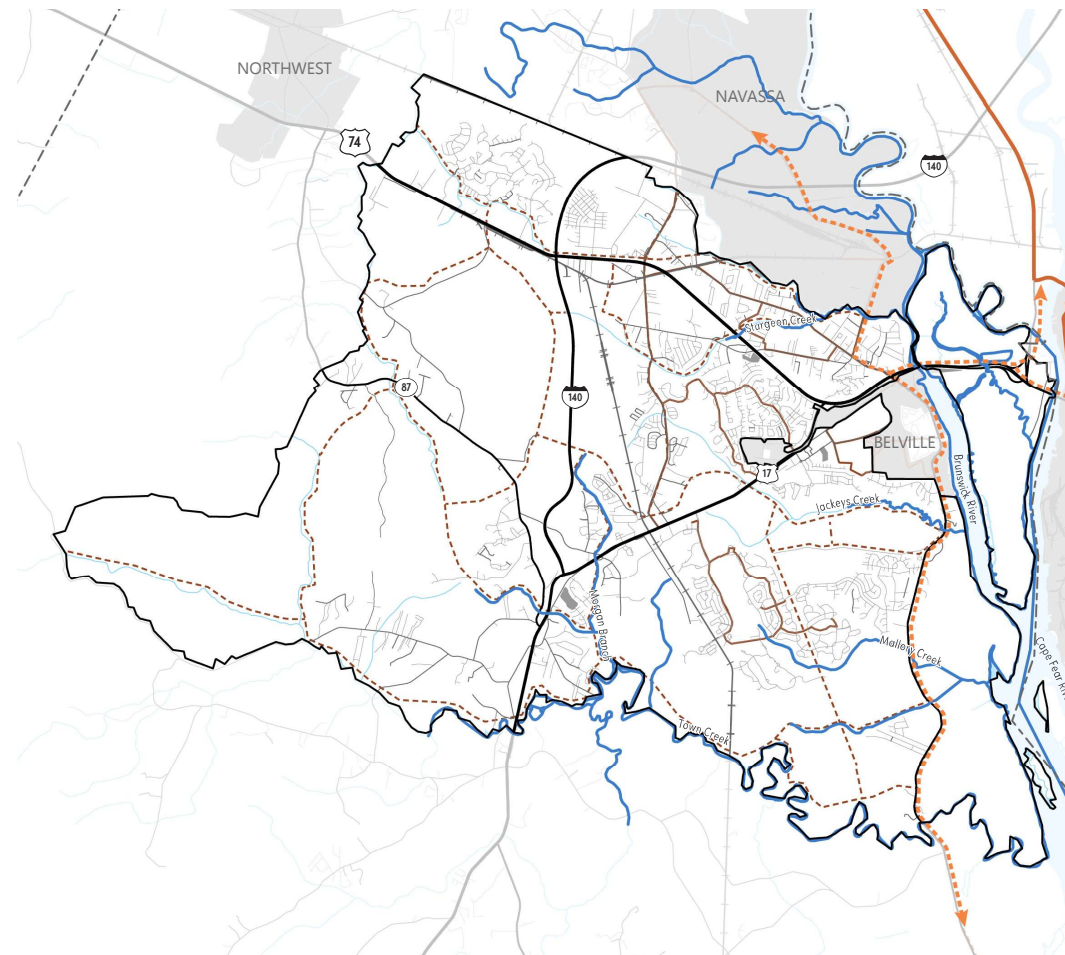 NORTHWEST
NAVASSA
74
140
Sturgeon Creek
87
140
BELVILLE
17
Brunswick River
Jackeys Creek
Morgan Branch
Mallory Creek
Cape Fear Riv
Town Creek